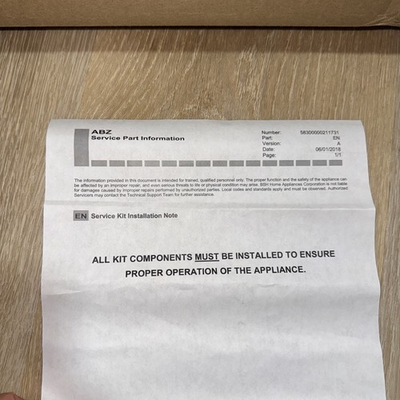 ABZ
Service Part Information
Number: 58300000211731
Part: EN
Version: A
Date: 06/01/2018
Page: 1/1
The information provided in this document is intended for trained, qualified personnel only. The proper function and the safety of the appliance can
be affected by an improper repair, and even serious threats to life or physical condition may arise. BSH Home Appliances Corporation is not liable
for damages caused by improper repairs performed by unauthorized parties. Local codes and standards apply and must be observed. Authorized
Servicers may contact the Technical Support Team for further assistance.
EN Service Kit Installation Note
ALL KIT COMPONENTS MUST BE INSTALLED TO ENSURE
PROPER OPERATION OF THE APPLIANCE.